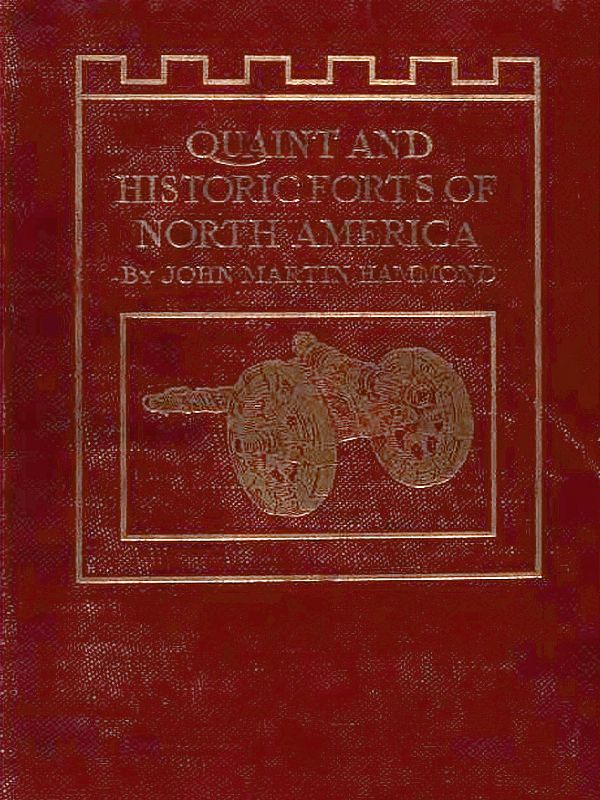 QUAINT AND
HISTORIC FORTS OF
NORTH AMERICA
BY JOHN MARTIN HAMMOND